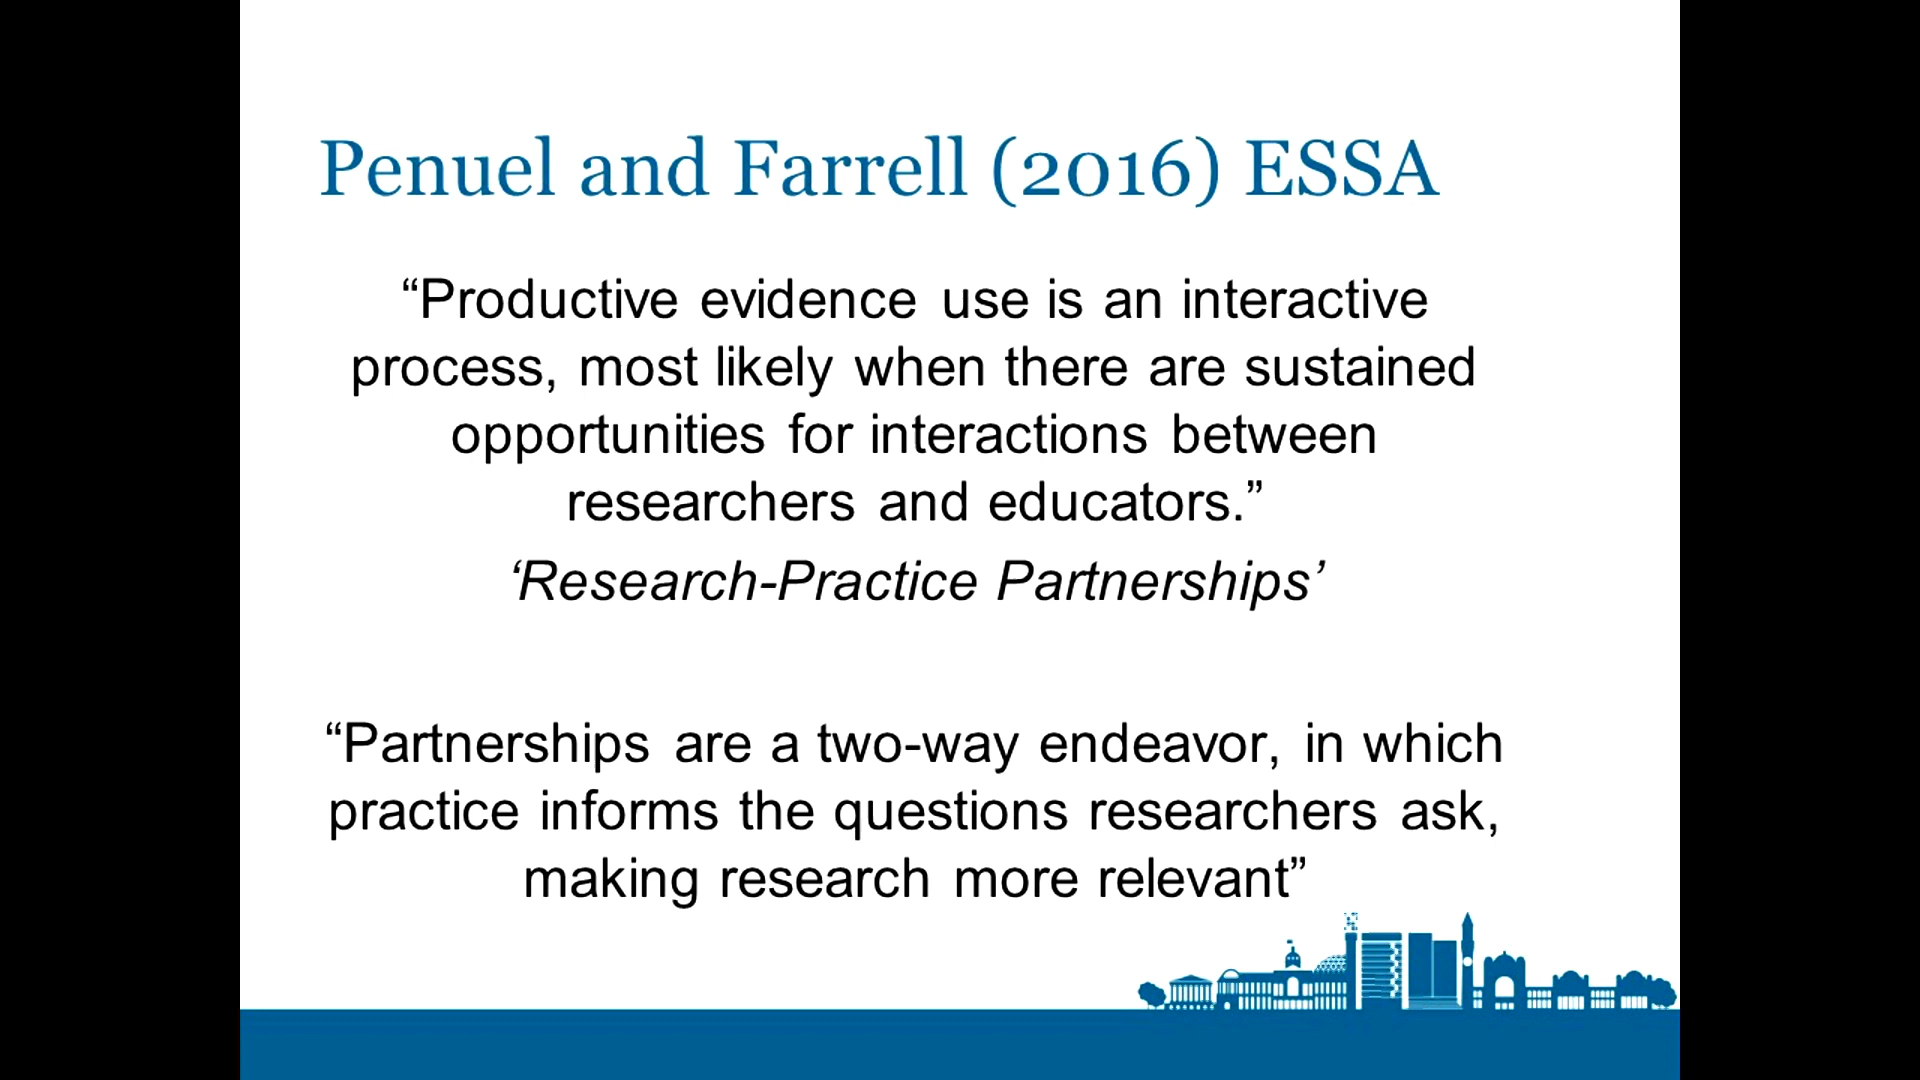 Penuel and Farrell (2016) ESSA
“Productive evidence use is an interactive
process, most likely when there are sustained
opportunities for interactions between
researchers and educators.”
‘Research-Practice Partnerships’
“Partnerships are a two-way endeavor, in which
practice informs the questions researchers ask,
making research more relevant”